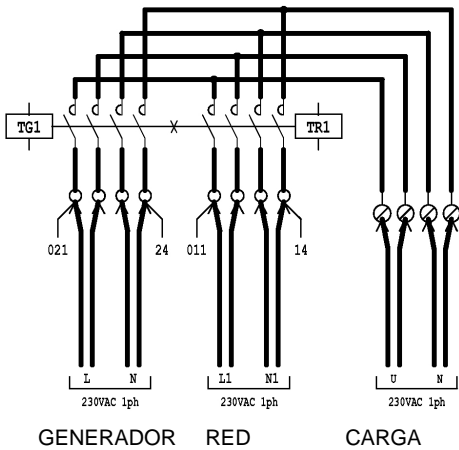 TG1 TR1
021 24 011 14
L N L1 N1 U N
230VAC 1ph 230VAC 1ph 230VAC 1ph
GENERADOR RED CARGA